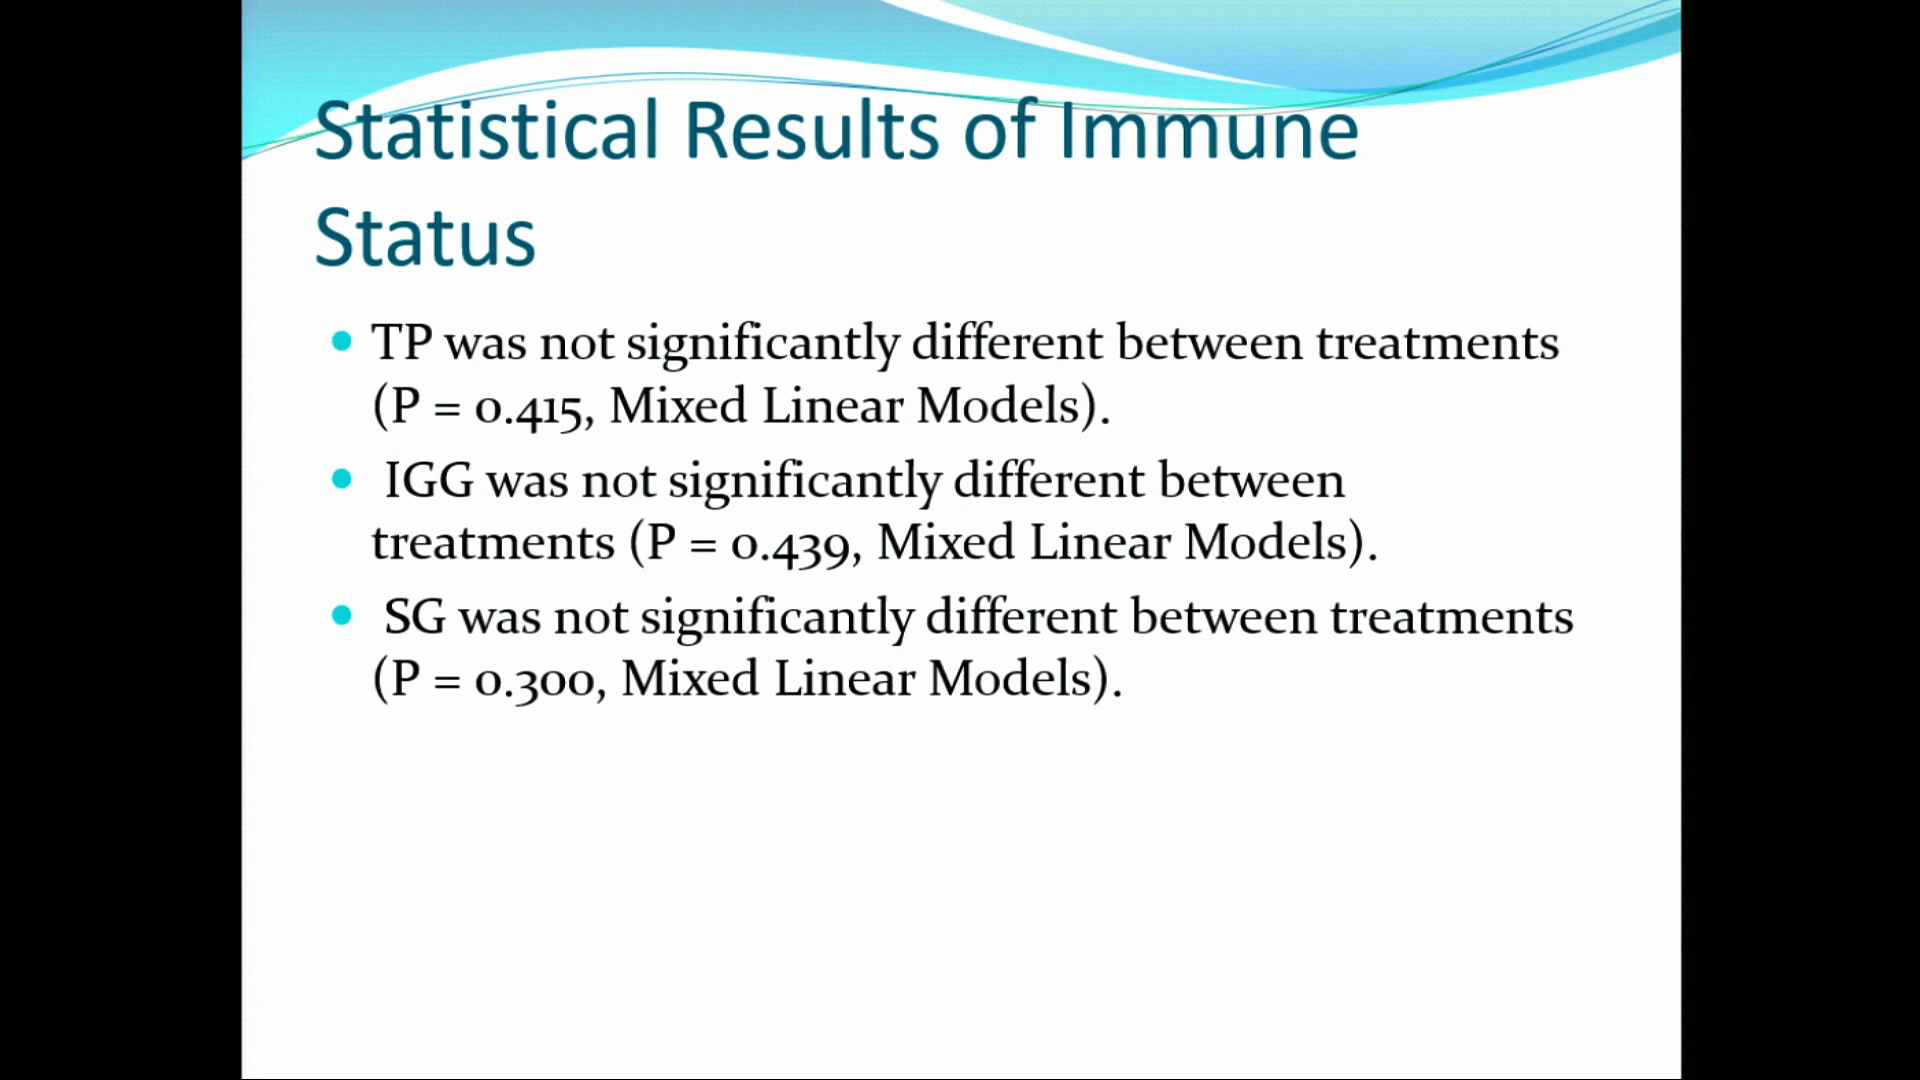 Statistical Results of Immune
Status
• TP was not significantly different between treatments
(P = 0.415, Mixed Linear Models).
• IGG was not significantly different between
treatments (P = 0.439, Mixed Linear Models).
• SG was not significantly different between treatments
(P = 0.300, Mixed Linear Models).